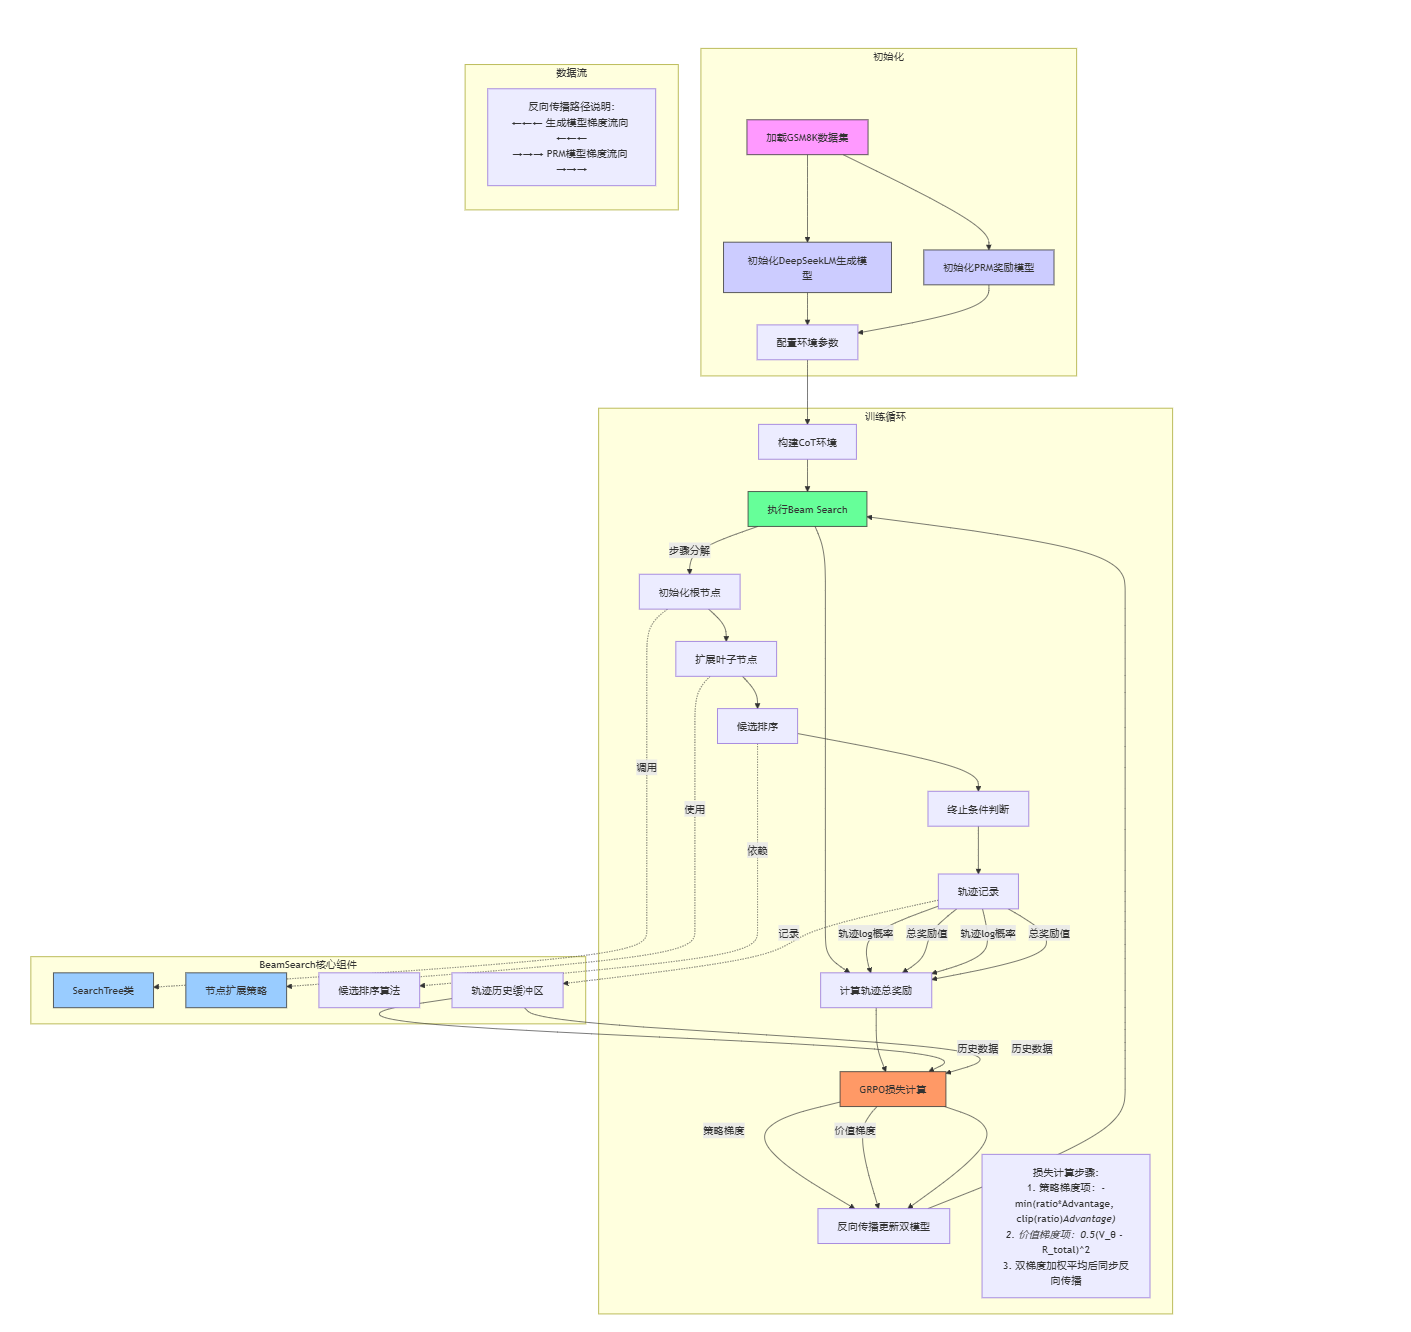 初始化
数据流
反向传播路径说明:
←←← 生成模型梯度流向
←←←
→→→ PRM模型梯度流向
→→→
加载GSM8K数据集
初始化DeepSeekLM生成模
型
初始化PRM奖励模型
配置环境参数
训练循环
构建CoT环境
执行Beam Search
步骤分解
初始化根节点
扩展叶子节点
候选排序
调用
使用
依赖
终止条件判断
轨迹记录
记录
轨迹log概率
总奖励值
轨迹log概率
总奖励值
BeamSearch核心组件
SearchTree类
节点扩展策略
候选排序算法
轨迹历史缓冲区
计算轨迹总奖励
历史数据
历史数据
GRPO损失计算
策略梯度
价值梯度
反向传播更新双模型
损失计算步骤:
1. 策略梯度项: -
min(ratio*Advantage,
clip(ratio)Advantage)
2. 价值梯度项: 0.5(V_θ -
R_total)^2
3. 双梯度加权平均后同步反
向传播